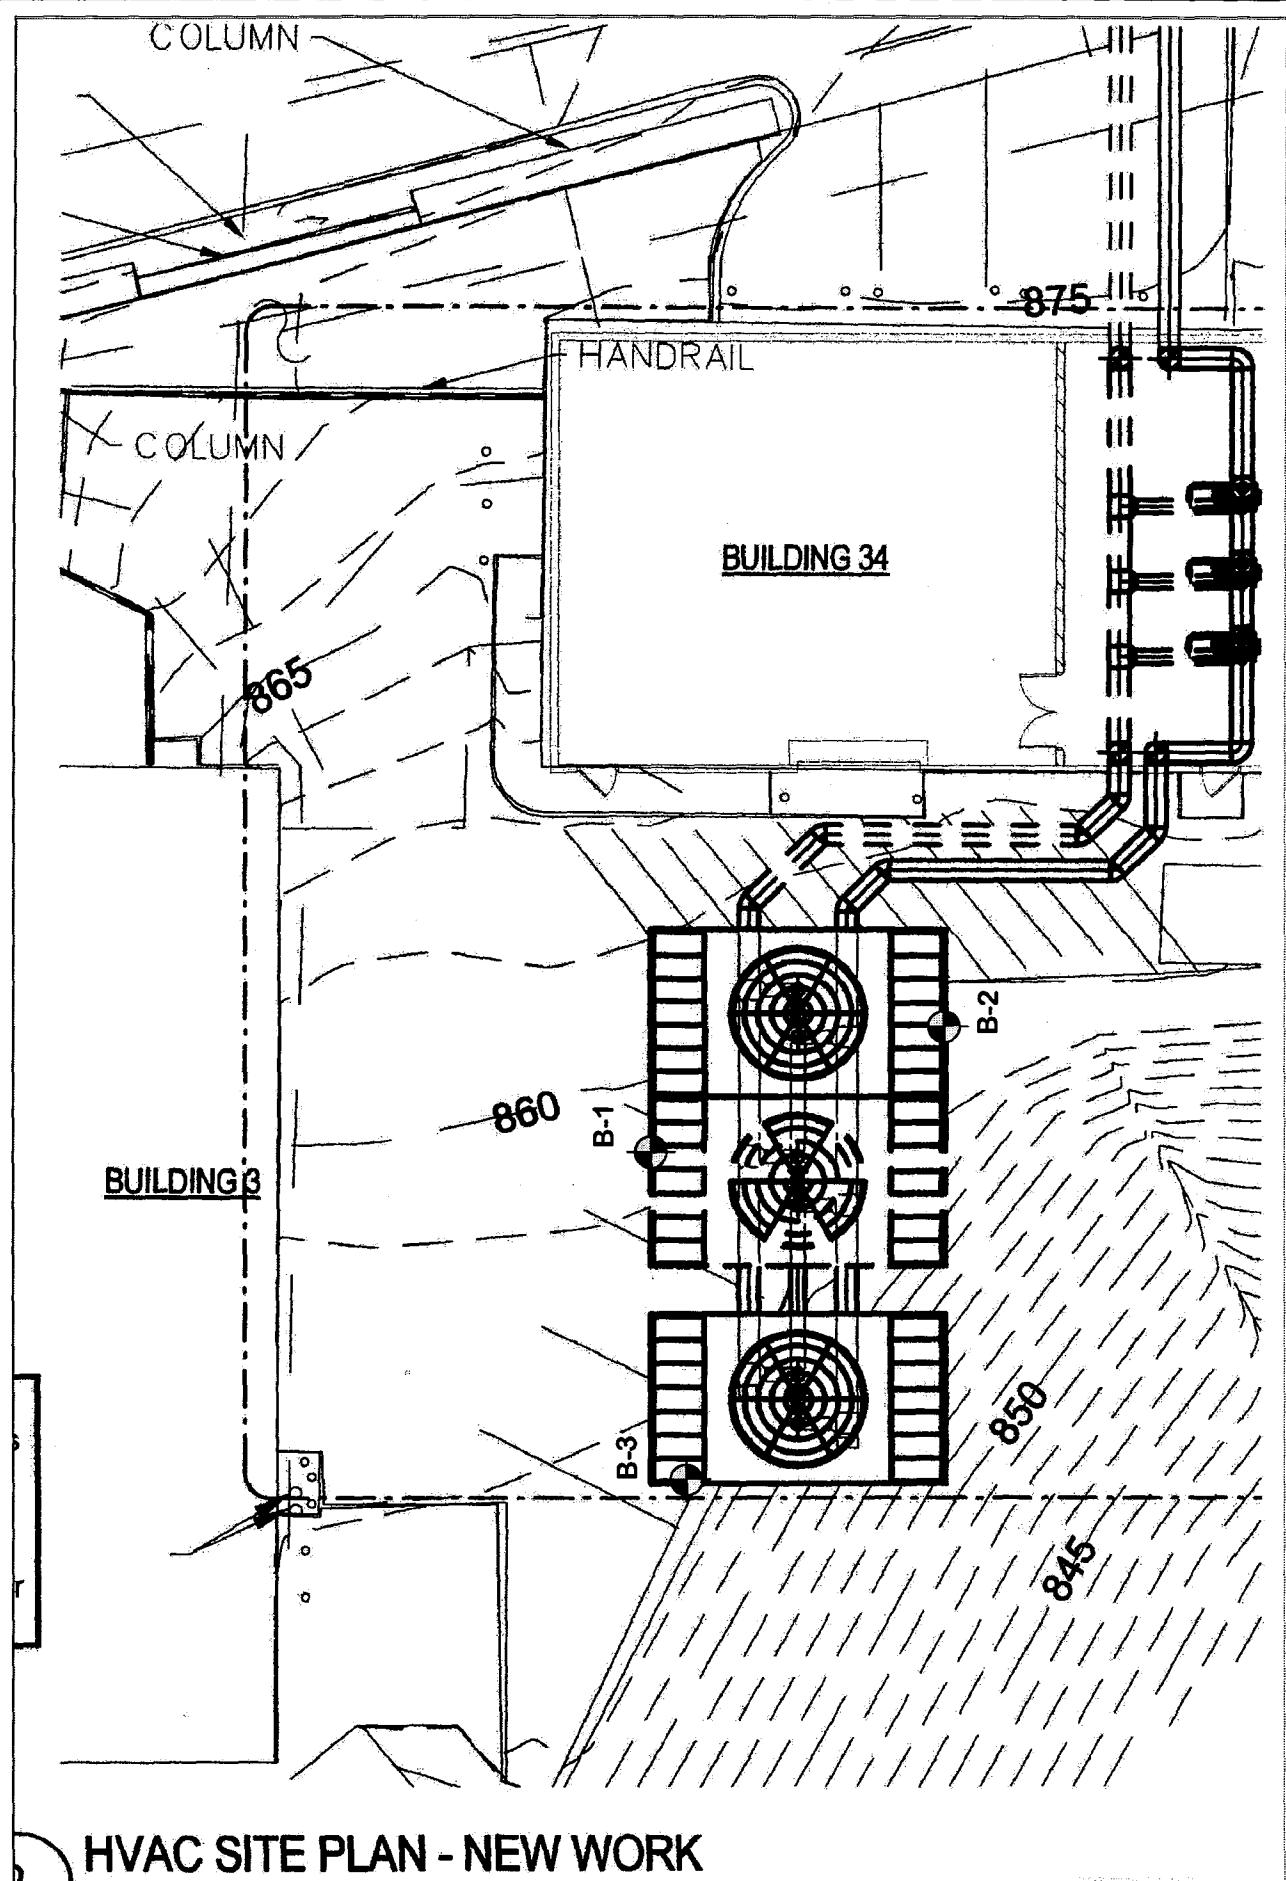 COLUMN
875
HANDRAIL
COLUMN
BUILDING 34
865
B-2
860
B-1
BUILDING 3
850
B-3
845
HVAC SITE PLAN - NEW WORK